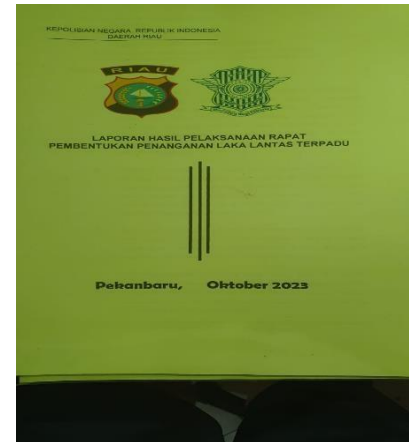 KEPOLISIAN NEGARA REPUBLIK INDONESIA
DAERAH RIAU
RIAU
LAPORAN HASIL PELAKSANAAN RAPAT
PEMBENTUKAN PENANGANAN LAKA LANTAS TERPADU
Pekanbaru, Oktober 2023